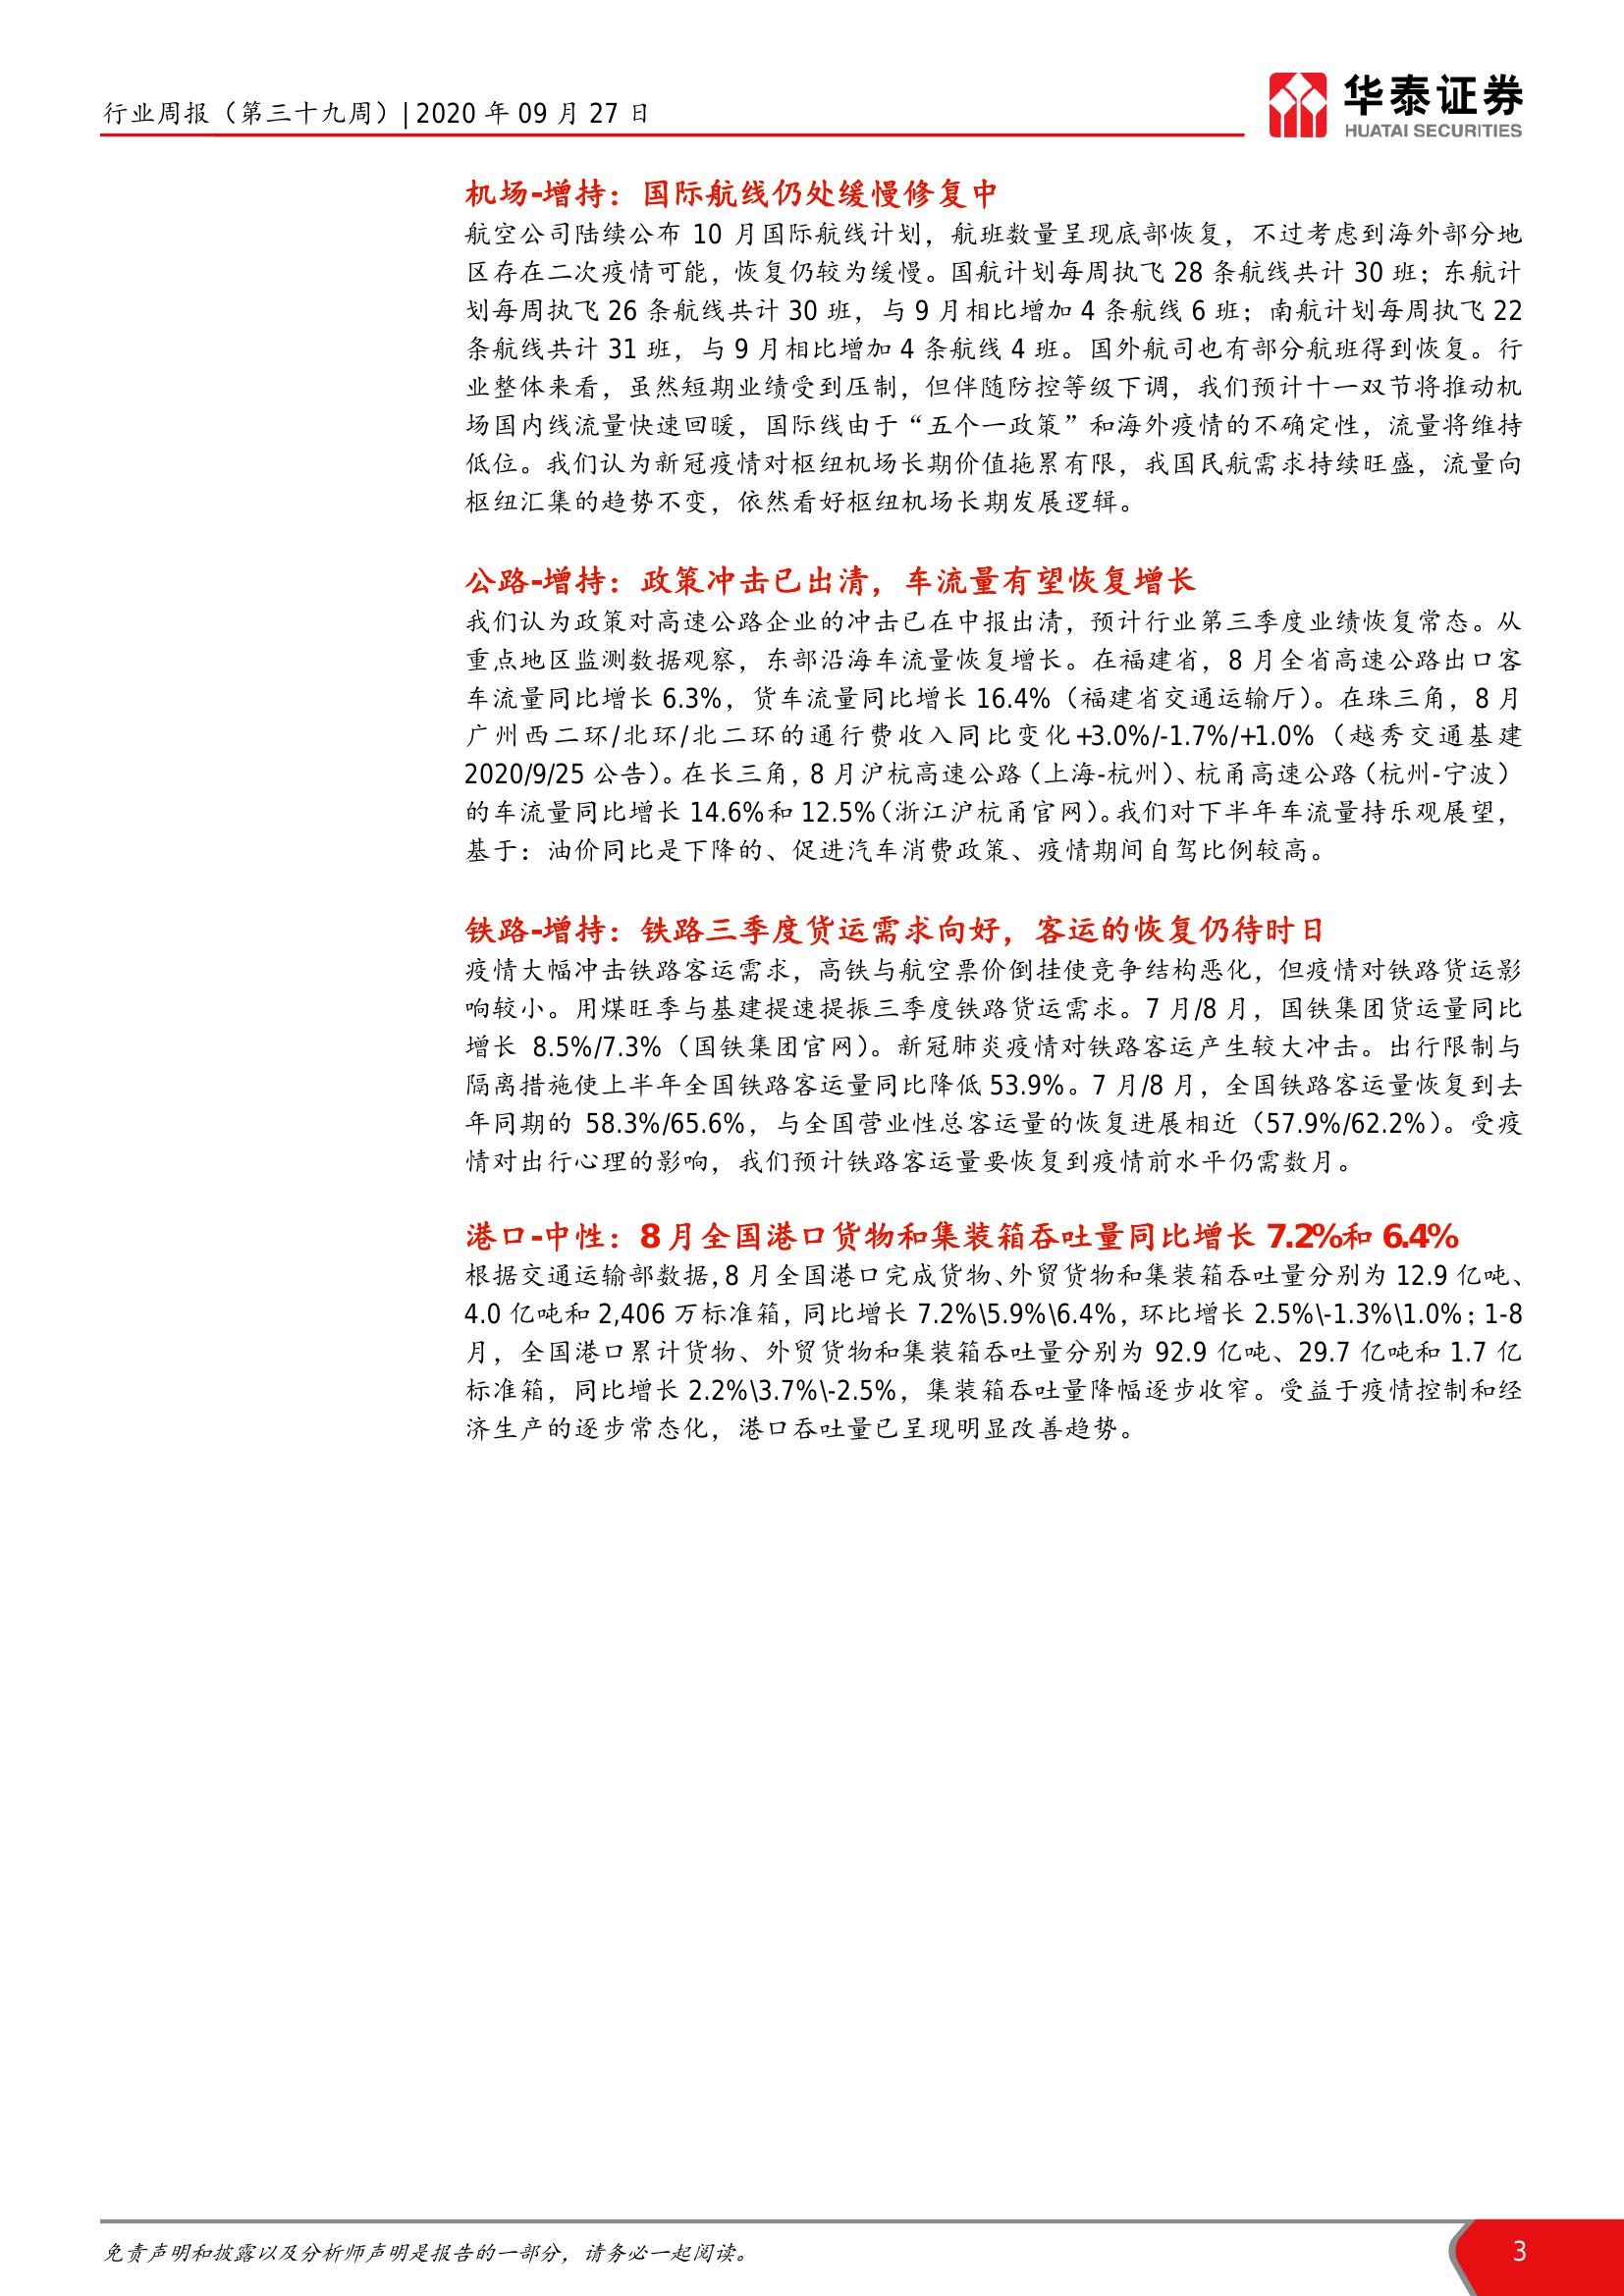 行业周报（第三十九周）| 2020 年 09 月 27 日
华泰证券
HUATAI SECURITIES
机场-增持：国际航线仍处缓慢修复中
航空公司陆续公布 10 月国际航线计划，航班数量呈现底部恢复，不过考虑到海外部分地
区存在二次疫情可能，恢复仍较为缓慢。国航计划每周执飞 28 条航线共计 30 班；东航计
划每周执飞 26 条航线共计 30 班，与 9 月相比增加 4 条航线 6 班；南航计划每周执飞 22
条航线共计 31 班，与 9 月相比增加 4 条航线 4 班。国外航司也有部分航班得到恢复。行
业整体来看，虽然短期业绩受到压制，但伴随防控等级下调，我们预计十一双节将推动机
场国内线流量快速回暖，国际线由于“五个一政策”和海外疫情的不确定性，流量将维持
低位。我们认为新冠疫情对枢纽机场长期价值拖累有限，我国民航需求持续旺盛，流量向
枢纽汇集的趋势不变，依然看好枢纽机场长期发展逻辑。
公路-增持：政策冲击已出清，车流量有望恢复增长
我们认为政策对高速公路企业的冲击已在中报出清，预计行业第三季度业绩恢复常态。从
重点地区监测数据观察，东部沿海车流量恢复增长。在福建省，8 月全省高速公路出口客
车流量同比增长 6.3%，货车流量同比增长 16.4%（福建省交通运输厅）。在珠三角，8 月
广州西二环/北环/北二环的通行费收入同比变化+3.0%/-1.7%/+1.0%（越秀交通基建
2020/9/25 公告）。在长三角，8 月沪杭高速公路（上海-杭州）、杭甬高速公路（杭州-宁波）
的车流量同比增长 14.6%和 12.5%（浙江沪杭甬官网）。我们对下半年车流量持乐观展望，
基于：油价同比是下降的、促进汽车消费政策、疫情期间自驾比例较高。
铁路-增持：铁路三季度货运需求向好，客运的恢复仍待时日
疫情大幅冲击铁路客运需求，高铁与航空票价倒挂使竞争结构恶化，但疫情对铁路货运影
响较小。用煤旺季与基建提速提振三季度铁路货运需求。7 月/8 月，国铁集团货运量同比
增长 8.5%/7.3%（国铁集团官网）。新冠肺炎疫情对铁路客运产生较大冲击。出行限制与
隔离措施使上半年全国铁路客运量同比降低 53.9%。7 月/8 月，全国铁路客运量恢复到去
年同期的 58.3%/65.6%，与全国营业性总客运量的恢复进展相近（57.9%/62.2%）。受疫
情对出行心理的影响，我们预计铁路客运量要恢复到疫情前水平仍需数月。
港口-中性：8 月全国港口货物和集装箱吞吐量同比增长 7.2%和 6.4%
根据交通运输部数据，8 月全国港口完成货物、外贸货物和集装箱吞吐量分别为 12.9 亿吨、
4.0 亿吨和 2,406 万标准箱，同比增长 7.2%\5.9%\6.4%，环比增长 2.5%\-1.3%\1.0%；1-8
月，全国港口累计货物、外贸货物和集装箱吞吐量分别为 92.9 亿吨、29.7 亿吨和 1.7 亿
标准箱，同比增长 2.2%\3.7%\-2.5%，集装箱吞吐量降幅逐步收窄。受益于疫情控制和经
济生产的逐步常态化，港口吞吐量已呈现明显改善趋势。
免责声明和披露以及分析师声明是报告的一部分，请务必一起阅读。
3